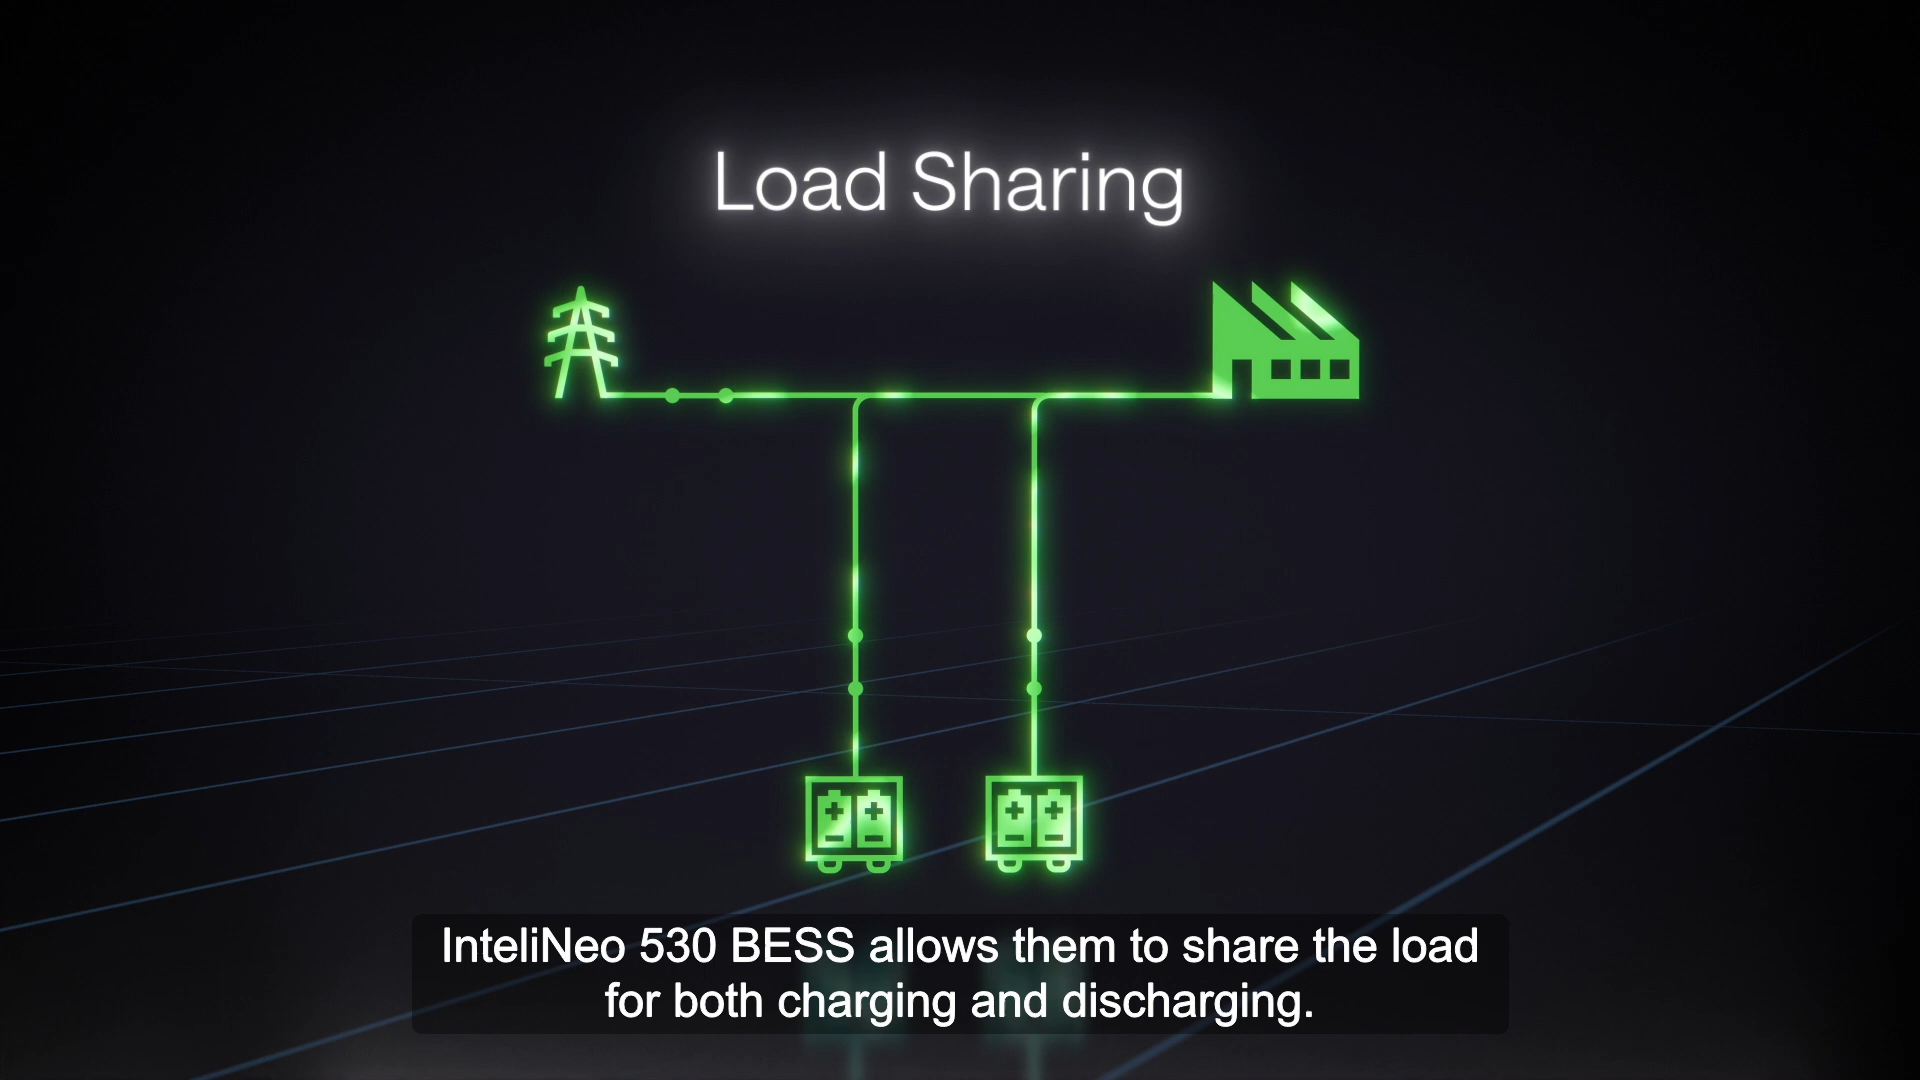 Load Sharing
InteliNeo 530 BESS allows them to share the load
for both charging and discharging.